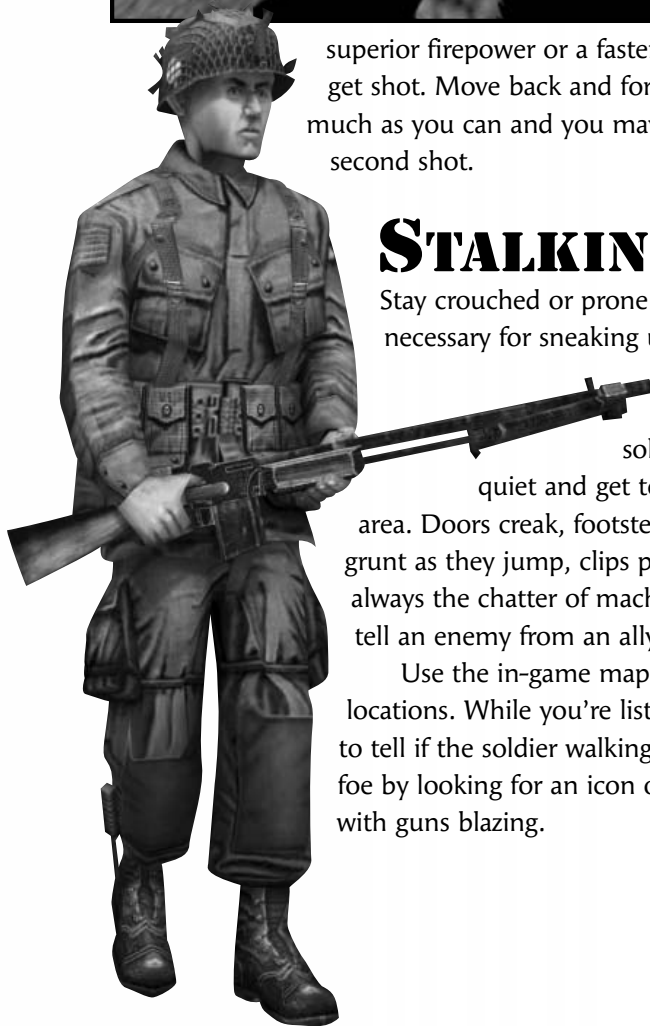 superior firepower or a faste
get shot. Move back and for
much as you can and you may
second shot.
STALKIN
Stay crouched or prone
necessary for sneaking u
sol
quiet and get to
area. Doors creak, footste
grunt as they jump, clips p
always the chatter of mach
tell an enemy from an ally
Use the in-game map
locations. While you're list
to tell if the soldier walking
foe by looking for an icon o
with guns blazing.